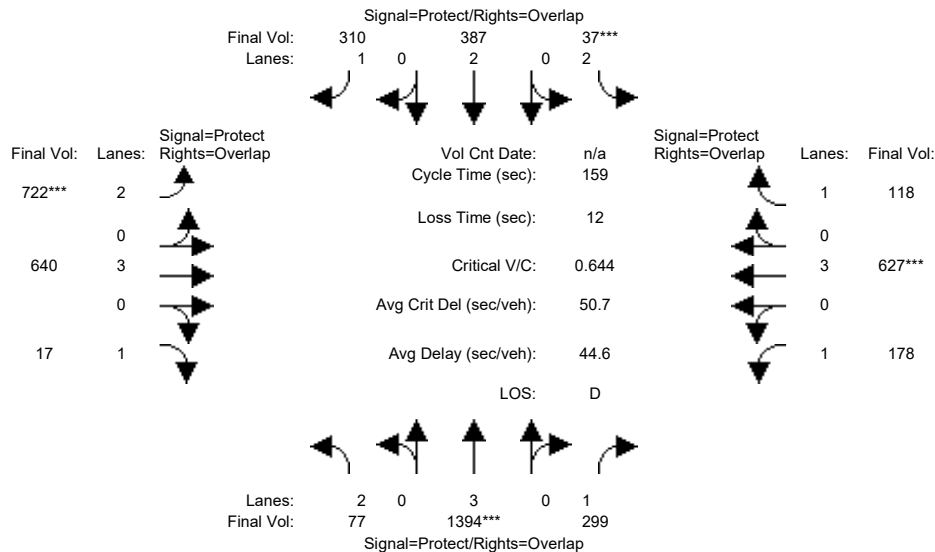 Signal=Protect/Rights=Overlap
Final Vol: 310 387 37***
Lanes: 1 0 2 0 2
Signal=Protect Signal=Protect
Final Vol: Lanes: Rights=Overlap Vol Cnt Date: n/a Rights=Overlap Lanes: Final Vol:
Cycle Time (sec): 159
722*** 2 1 118
Loss Time (sec): 12
0 0
640 3 Critical V/C: 0.644 3 627***
0 Avg Crit Del (sec/veh): 50.7 0
17 1 Avg Delay (sec/veh): 44.6 1 178
LOS: D
Lanes: 2 0 3 0 1
Final Vol: 77 1394*** 299
Signal=Protect/Rights=Overlap